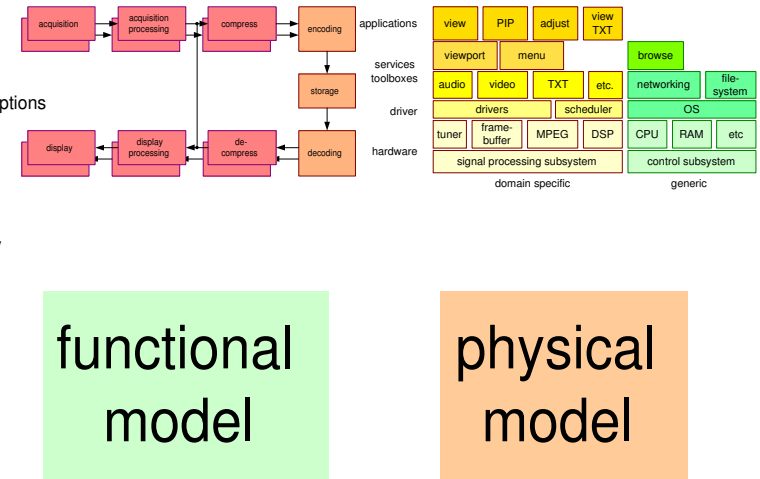 acquisition
acquisition
processing
compress
encoding
storage
ptions
display
display
processing
de-
compress
decoding
applications
view
PIP
adjust
view
TXT
services
toolboxes
viewport
menu
browse
audio
video
TXT
etc.
networking
file-
system
driver
drivers
scheduler
OS
hardware
tuner
frame-
buffer
MPEG
DSP
CPU
RAM
etc
signal processing subsystem
control subsystem
domain specific
generic
functional
model
physical
model